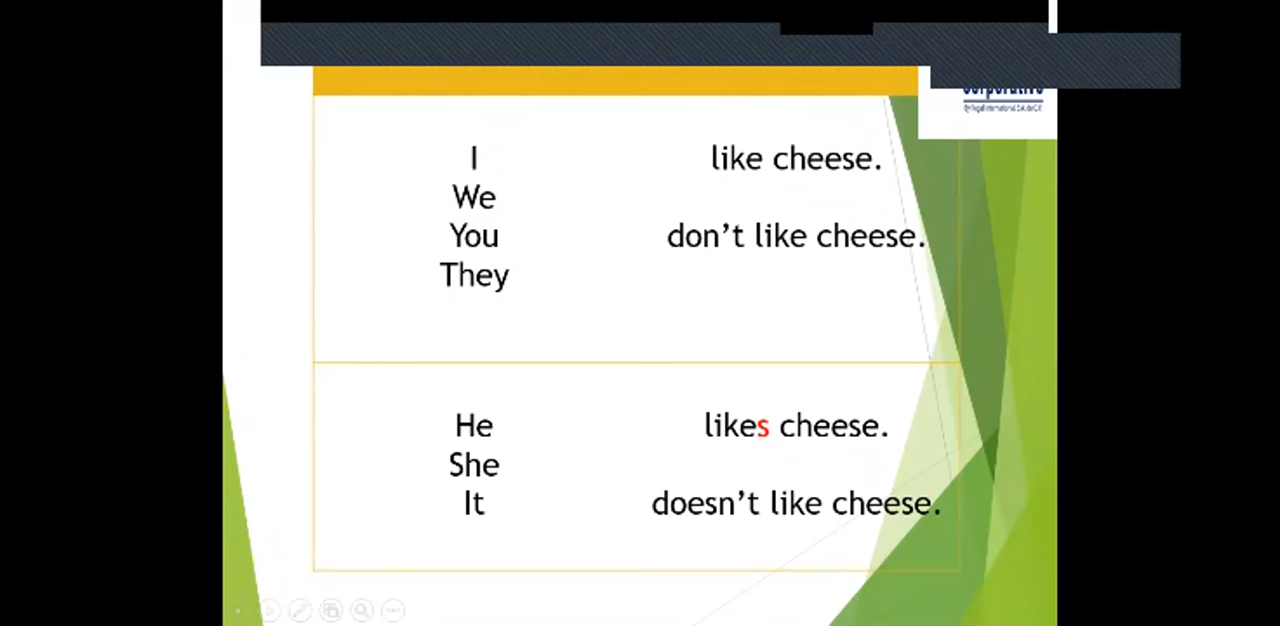 I like cheese.
We
You don't like cheese.
They
He likes cheese.
She
It doesn't like cheese.